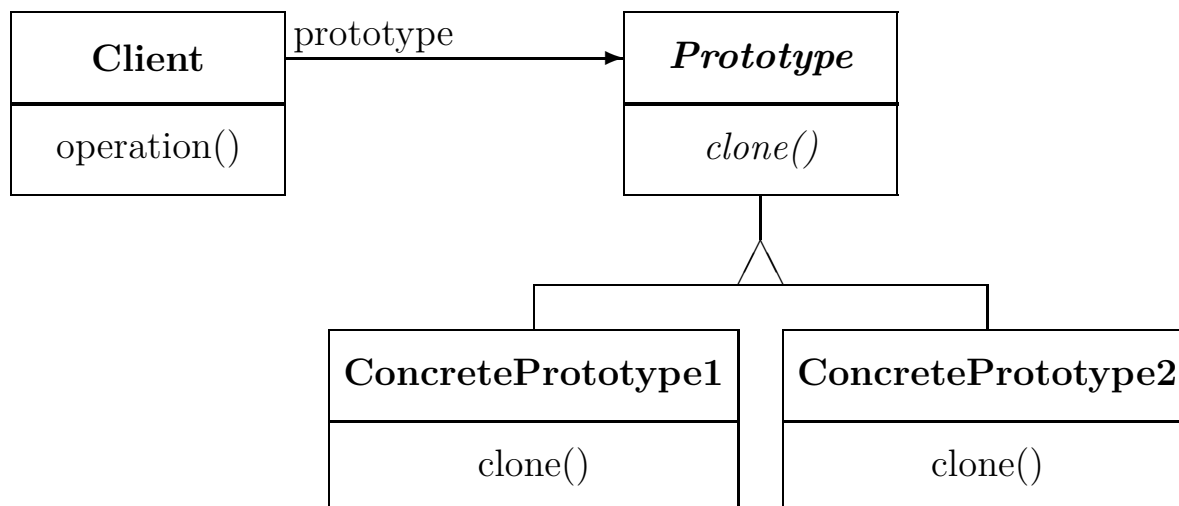 Client
prototype
Prototype
operation()
clone()
ConcretePrototype1
ConcretePrototype2
clone()
clone()